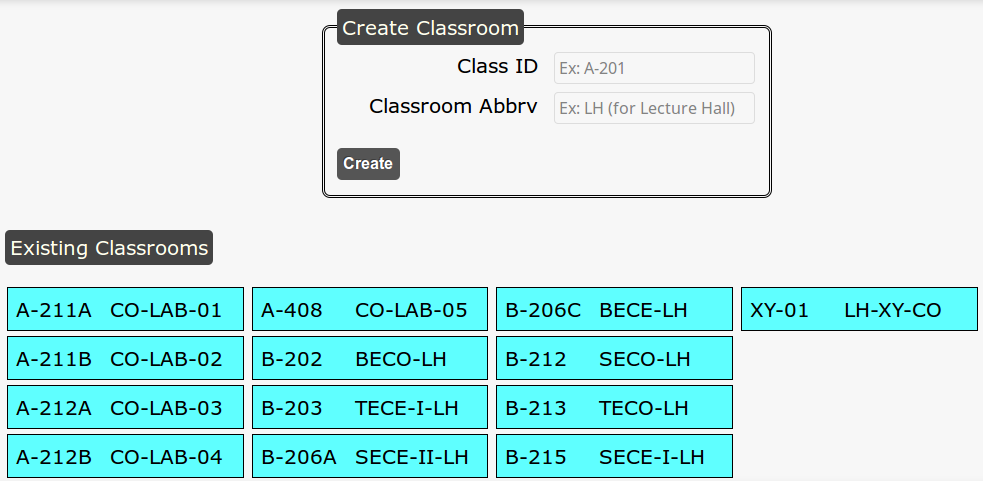 Create Classroom
Class ID Ex: A-201
Classroom Abbrv Ex: LH (for Lecture Hall)
Create
Existing Classrooms
A-211A CO-LAB-01 A-408 CO-LAB-05 B-206C BECE-LH XY-01 LH-XY-CO
A-211B CO-LAB-02 B-202 BECO-LH B-212 SECO-LH
A-212A CO-LAB-03 B-203 TECE-I-LH B-213 TECO-LH
A-212B CO-LAB-04 B-206A SECE-II-LH B-215 SECE-I-LH